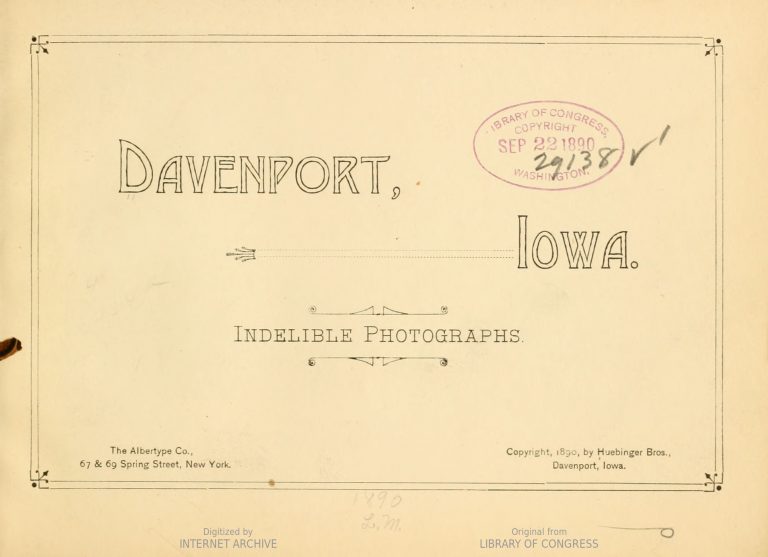 LIBRARY OF CONGRESS,
COPYRIGHT
SEP 22 1890
29138
WASHINGTON.
DAVENPORT,
IOWA.
INDELIBLE PHOTOGRAPHS.
The Albertype Co.,
67 & 69 Spring Street, New York.
Copyright, 1890, by Huebinger Bros.,
Davenport, Iowa.
1890
L.M.
Digitized by
INTERNET ARCHIVE
Original from
LIBRARY OF CONGRESS